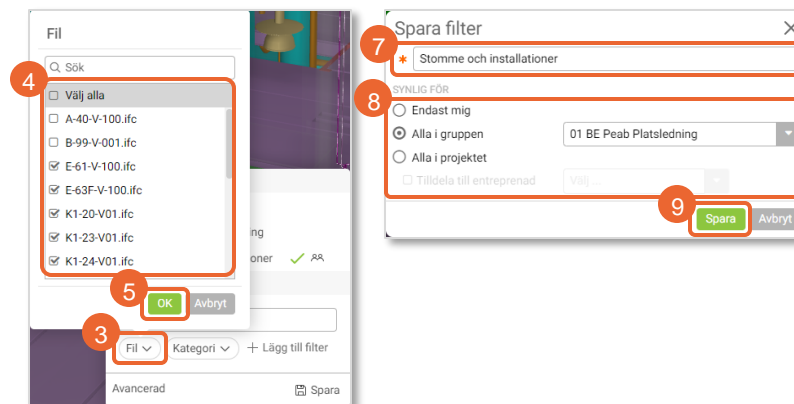 Fil
Sök
4
Välj alla
A-40-V-100.ifc
B-99-V-001.ifc
E-61-V-100.ifc
E-63F-V-100.ifc
K1-20-V01.ifc
K1-23-V01.ifc
K1-24-V01.ifc
ng
oner
5
OK Avbryt
3
Fil Kategori + Lägg till filter
Avancerad Spara
Spara filter
7
* Stomme och installationer
SYNLIG FÖR
8
Endast mig
Alla i gruppen 01 BE Peab Platsledning
Alla i projektet
Tilldela till entreprenad Välj ...
9
Spara Avbryt